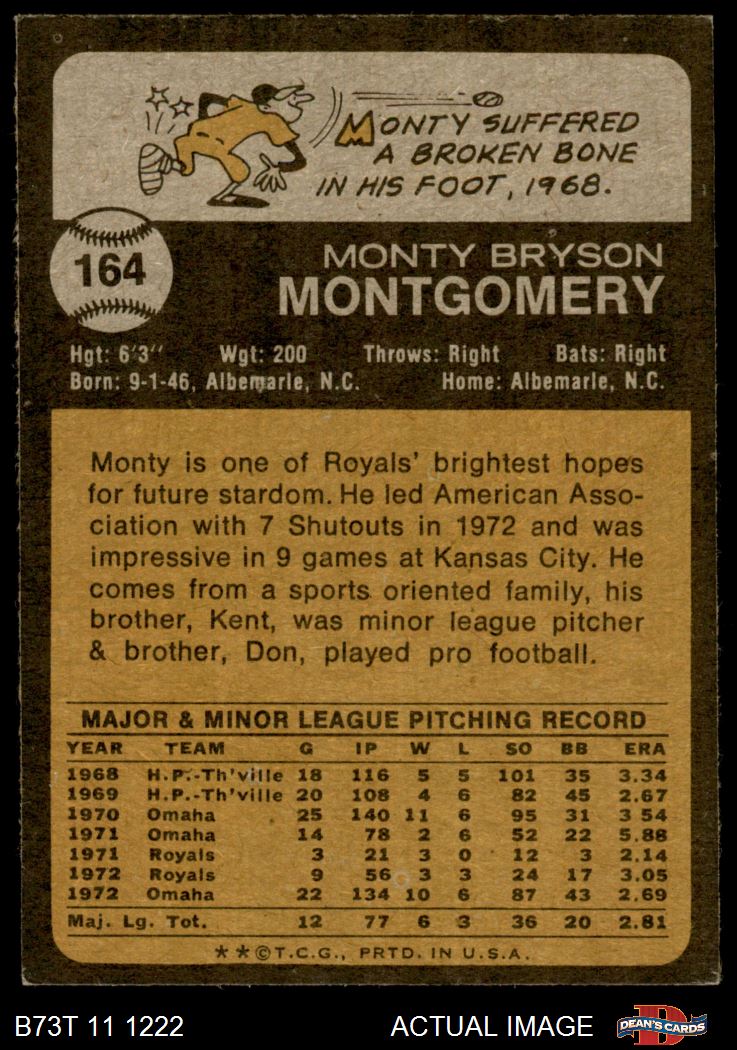 MONTY SUFFERED
A BROKEN BONE
IN HIS FOOT, 1968.
164
MONTY BRYSON
MONTGOMERY
Hgt: 6'3" Wgt: 200 Throws: Right Bats: Right
Born: 9-1-46, Albemarle, N.C. Home: Albemarle, N.C.
Monty is one of Royals' brightest hopes
for future stardom. He led American Asso-
ciation with 7 Shutouts in 1972 and was
impressive in 9 games at Kansas City. He
comes from a sports oriented family, his
brother, Kent, was minor league pitcher
& brother, Don, played pro football.
MAJOR & MINOR LEAGUE PITCHING RECORD
YEAR TEAM G IP W L SO BB ERA
1968 H.P.-Th'ville 18 116 5 5 101 35 3.34
1969 H.P.-Th'ville 20 108 4 6 82 45 2.67
1970 Omaha 25 140 11 6 95 31 3 54
1971 Omaha 14 78 2 6 52 22 5.88
1971 Royals 3 21 3 0 12 3 2.14
1972 Royals 9 56 3 3 24 17 3.05
1972 Omaha 22 134 10 6 87 43 2.69
Maj. Lg. Tot. 12 77 6 3 36 20 2.81
**©T.C.G., PRTD. IN U.S.A.
B73T 11 1222 ACTUAL IMAGE D DEAN'S CARDS